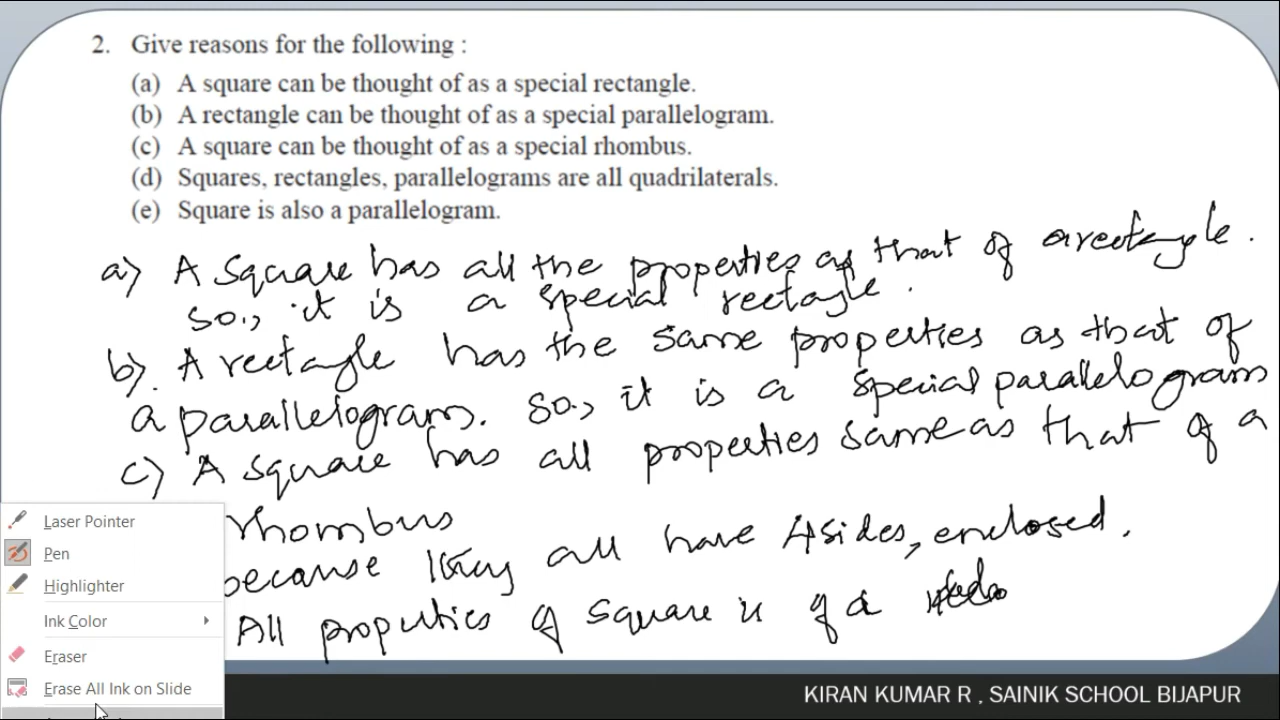 2. Give reasons for the following :
(a) A square can be thought of as a special rectangle.
(b) A rectangle can be thought of as a special parallelogram.
(c) A square can be thought of as a special rhombus.
(d) Squares, rectangles, parallelograms are all quadrilaterals.
(e) Square is also a parallelogram.
a) A square has all the properties as that of a rectangle.
so., it is a special rectagle.
b). A rectagle has the same properties as that of
a parallelogram. so., it is a special parallelogram
c) A square has all properties same as that of a
rhombus
because they all have 4 sides, enclosed.
All properties of square is of a
Laser Pointer
Pen
Highlighter
Ink Color
Eraser
Erase All Ink on Slide
KIRAN KUMAR R , SAINIK SCHOOL BIJAPUR